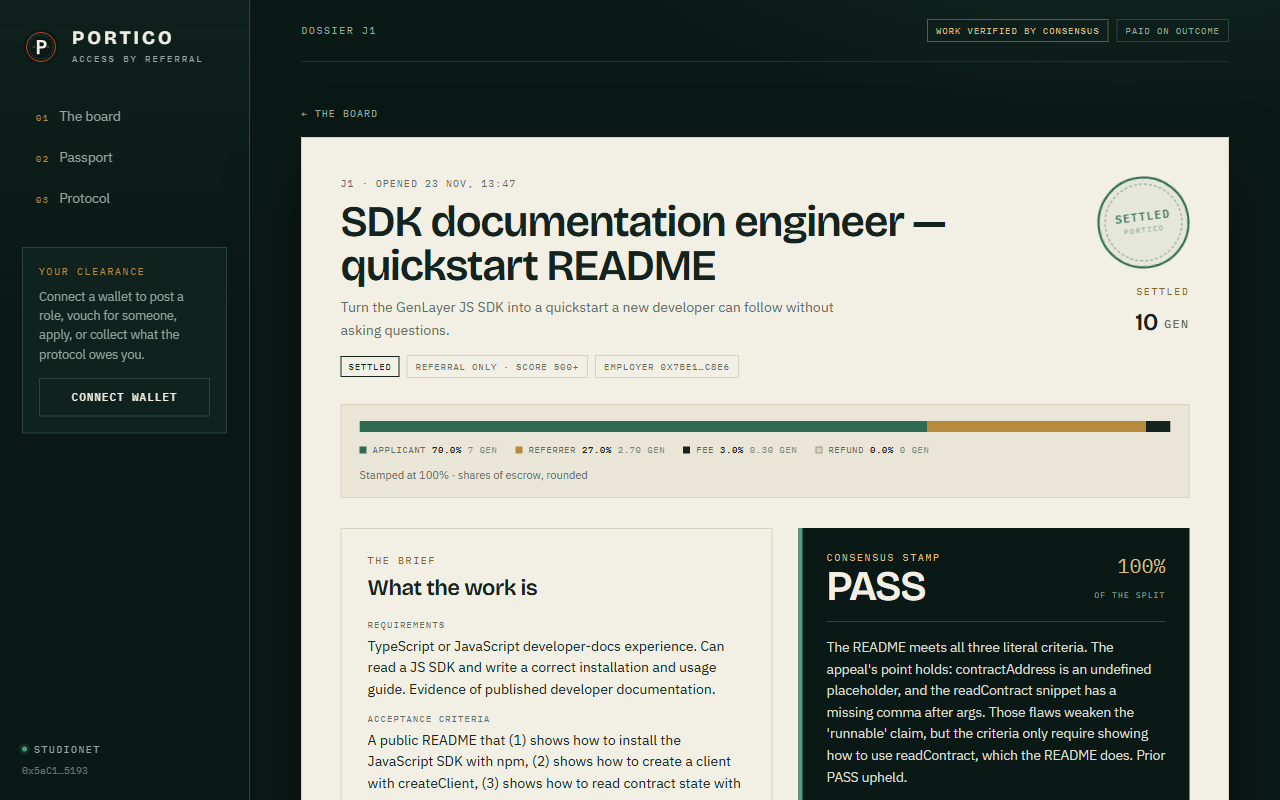 P
PORTICO
ACCESS BY REFERRAL
01 The board
02 Passport
03 Protocol
YOUR CLEARANCE
Connect a wallet to post a
role, vouch for someone,
apply, or collect what the
protocol owes you.
CONNECT WALLET
STUDIONET
0x5aC1…5193
DOSSIER J1
WORK VERIFIED BY CONSENSUS
PAID ON OUTCOME
← THE BOARD
J1 · OPENED 23 NOV, 13:47
SDK documentation engineer —
quickstart README
Turn the GenLayer JS SDK into a quickstart a new developer can follow without
asking questions.
SETTLED
PORTICO
SETTLED
10 GEN
SETTLED
REFERRAL ONLY · SCORE 500+
EMPLOYER 0X7BE1…C8E6
APPLICANT 70.0% 7 GEN
REFERRER 27.0% 2.70 GEN
FEE 3.0% 0.30 GEN
REFUND 0.0% 0 GEN
Stamped at 100% · shares of escrow, rounded
THE BRIEF
What the work is
REQUIREMENTS
TypeScript or JavaScript developer-docs experience. Can
read a JS SDK and write a correct installation and usage
guide. Evidence of published developer documentation.
ACCEPTANCE CRITERIA
A public README that (1) shows how to install the
JavaScript SDK with npm, (2) shows how to create a client
with createClient, (3) shows how to read contract state with
CONSENSUS STAMP
PASS
100%
OF THE SPLIT
The README meets all three literal criteria. The
appeal's point holds: contractAddress is an undefined
placeholder, and the readContract snippet has a
missing comma after args. Those flaws weaken the
'runnable' claim, but the criteria only require showing
how to use readContract, which the README does. Prior
PASS upheld.